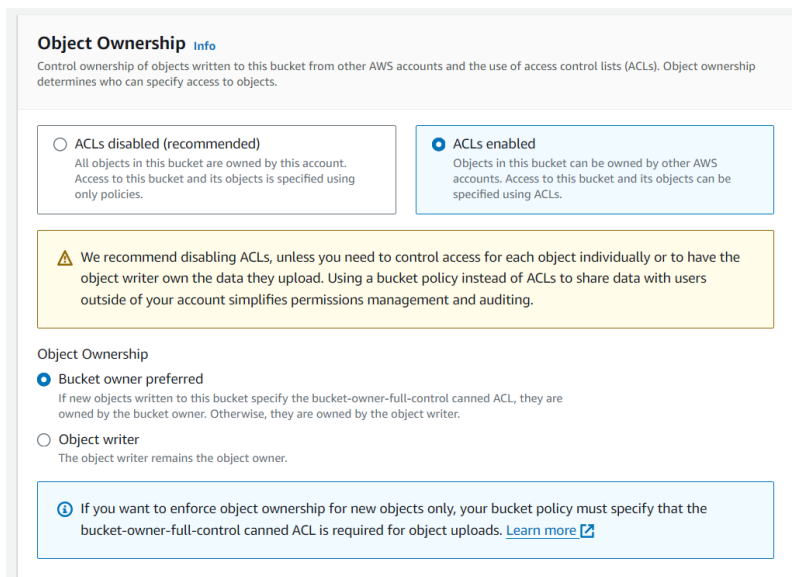 Object Ownership Info
Control ownership of objects written to this bucket from other AWS accounts and the use of access control lists (ACLs). Object ownership
determines who can specify access to objects.
ACLs disabled (recommended)
All objects in this bucket are owned by this account.
Access to this bucket and its objects is specified using
only policies.
ACLs enabled
Objects in this bucket can be owned by other AWS
accounts. Access to this bucket and its objects can be
specified using ACLs.
We recommend disabling ACLs, unless you need to control access for each object individually or to have the
object writer own the data they upload. Using a bucket policy instead of ACLs to share data with users
outside of your account simplifies permissions management and auditing.
Object Ownership
Bucket owner preferred
If new objects written to this bucket specify the bucket-owner-full-control canned ACL, they are
owned by the bucket owner. Otherwise, they are owned by the object writer.
Object writer
The object writer remains the object owner.
If you want to enforce object ownership for new objects only, your bucket policy must specify that the
bucket-owner-full-control canned ACL is required for object uploads. Learn more